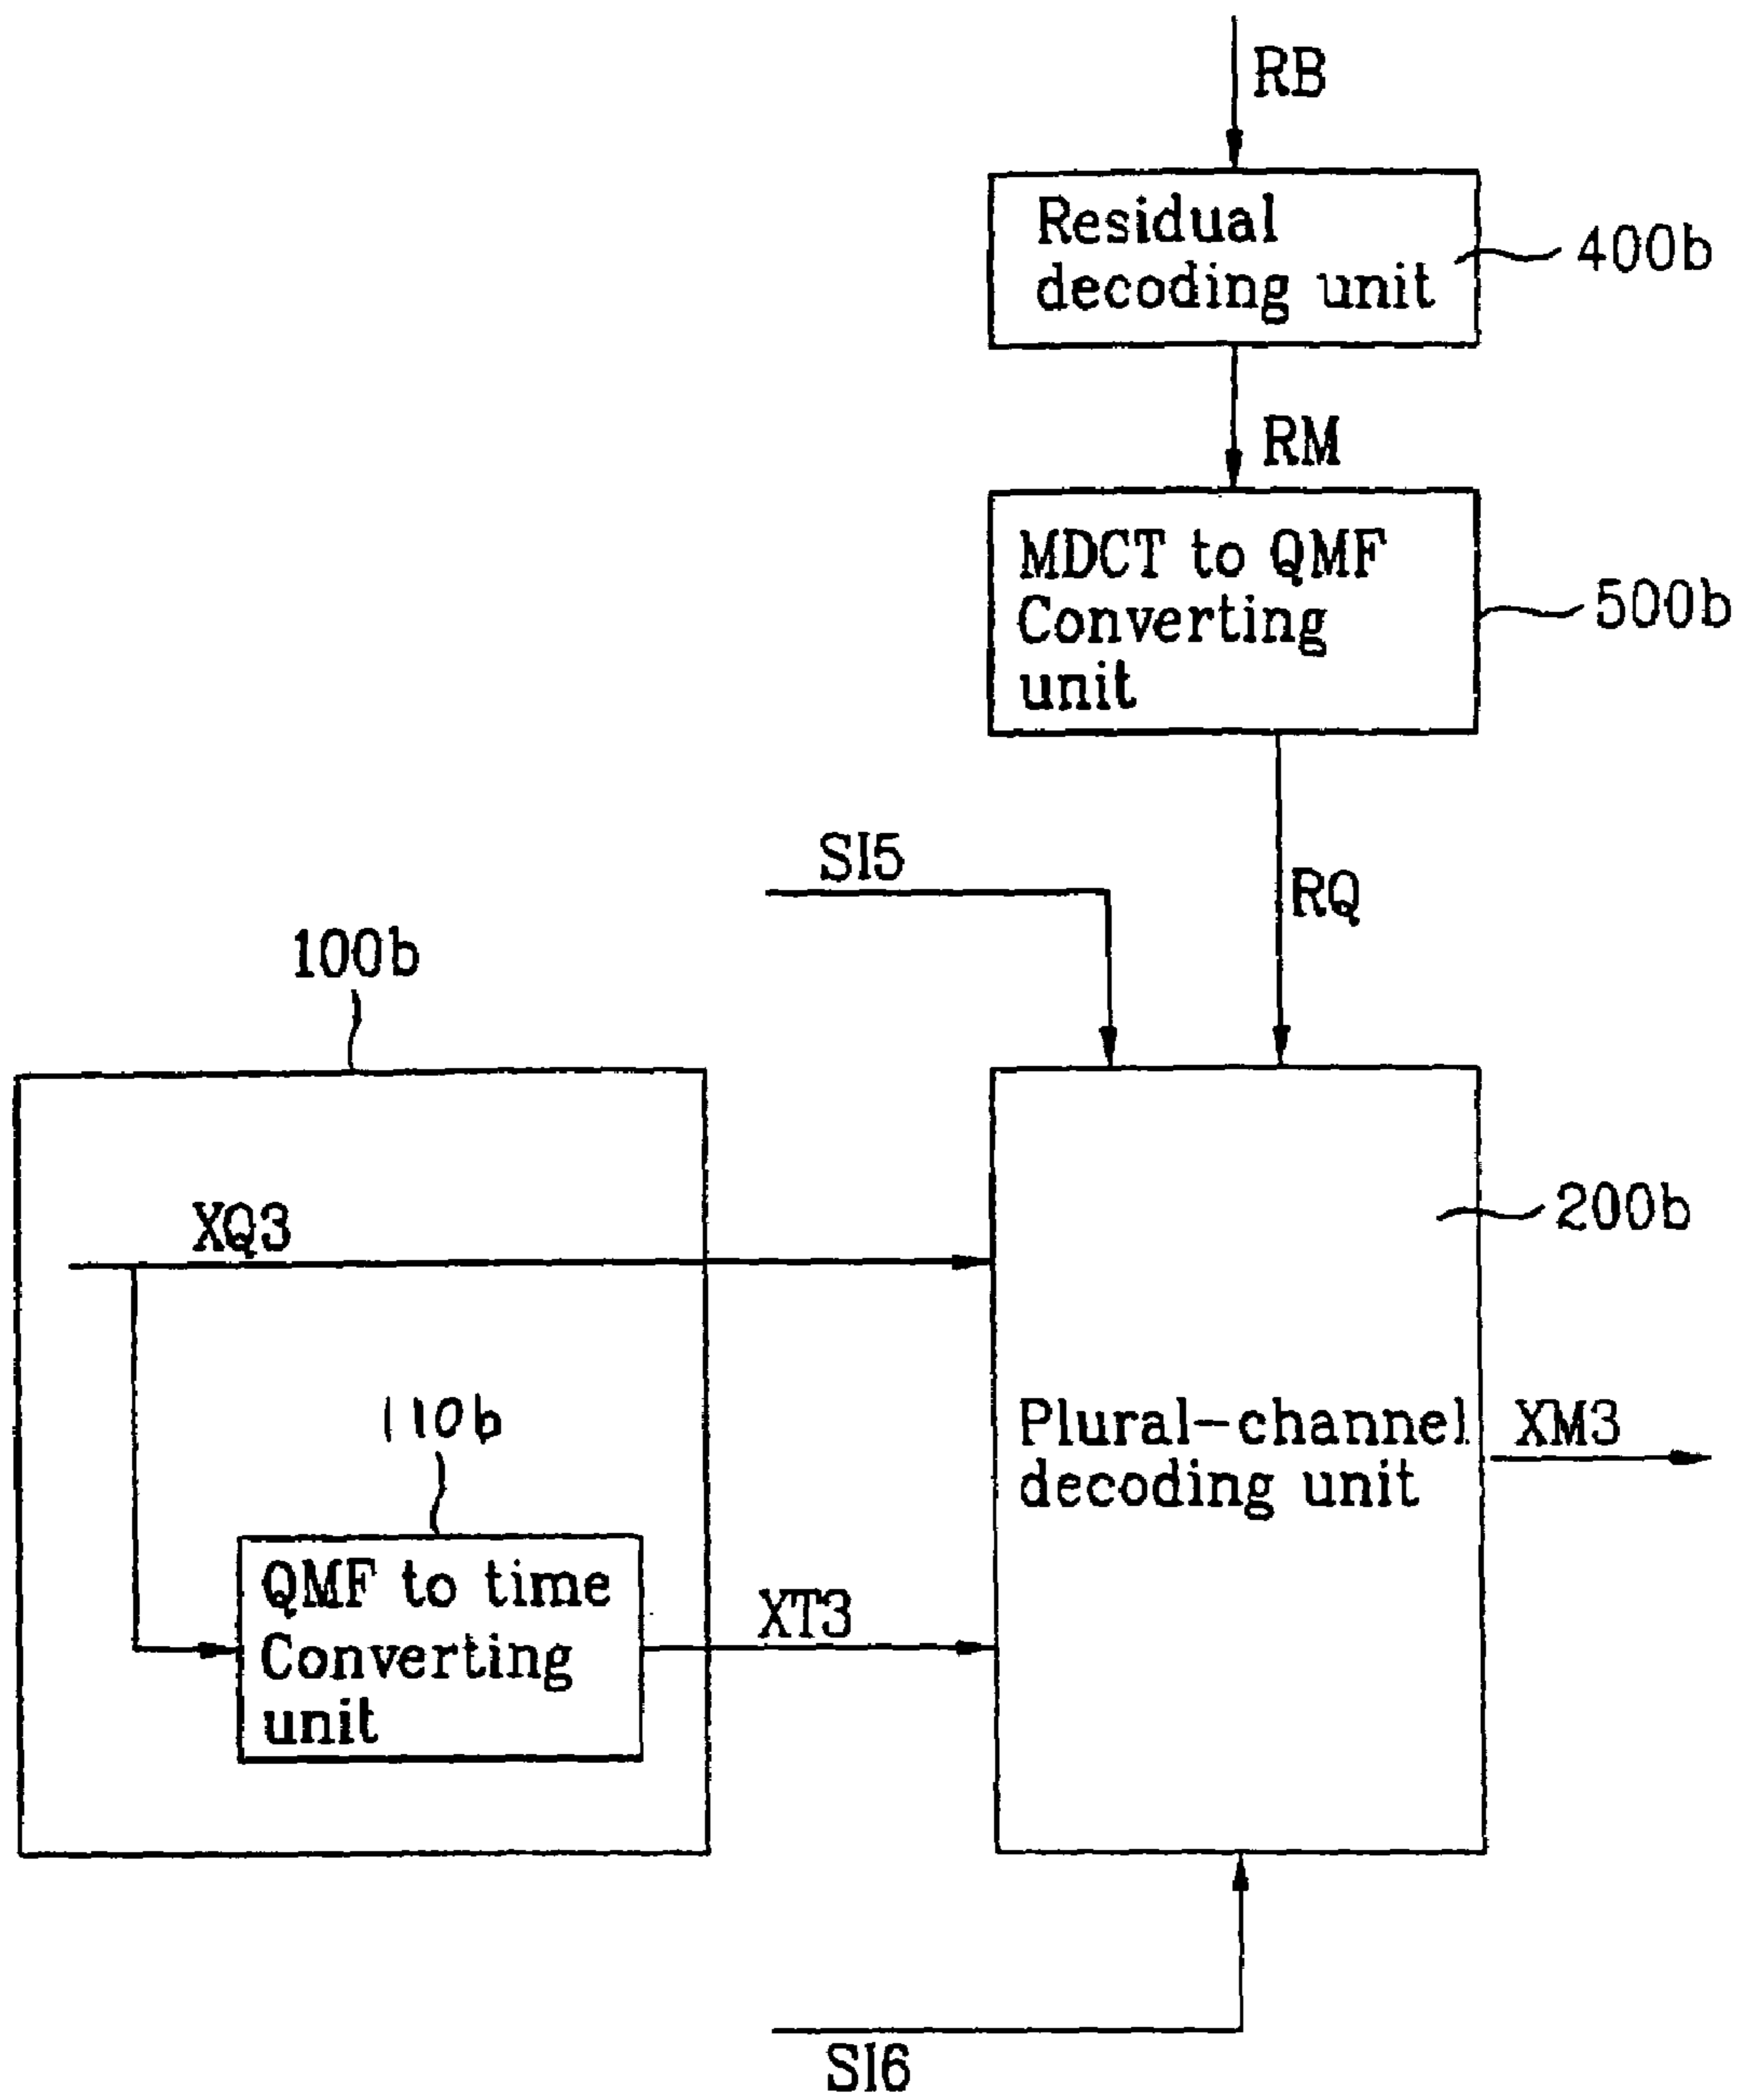 RB
Residual
decoding unit
400b
RM
MDCT to QMF
Converting
unit
500b
SI5
RQ
100b
XQ3
200b
110b
Plural-channel
decoding unit
XM3
QMF to time
Converting
unit
XT3
SI6